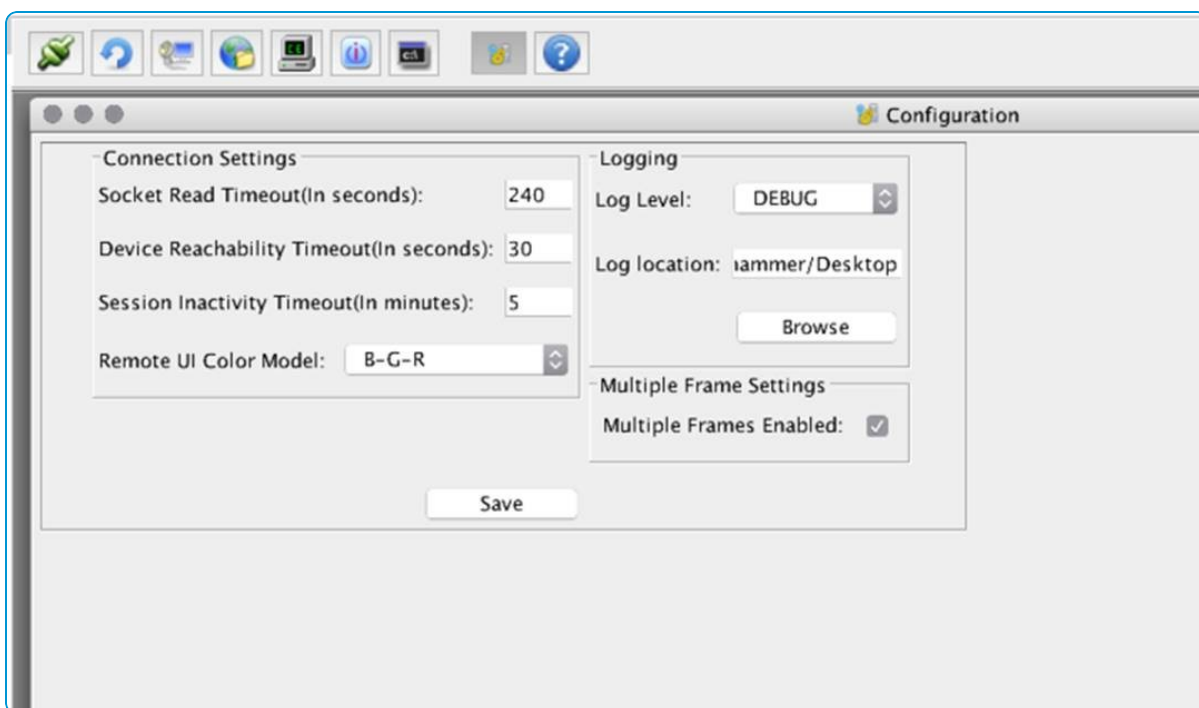 Configuration
Connection Settings
Socket Read Timeout(In seconds): 240
Device Reachability Timeout(In seconds): 30
Session Inactivity Timeout(In minutes): 5
Remote UI Color Model: B-G-R
Logging
Log Level: DEBUG
Log location: ammer/Desktop
Browse
Multiple Frame Settings
Multiple Frames Enabled:
Save